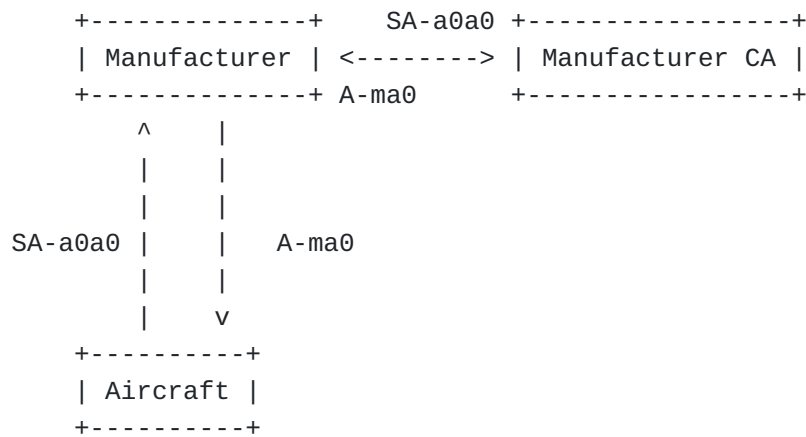 +--------------+    SA-a0a0 +-----------------+
| Manufacturer | <--------> | Manufacturer CA |
+--------------+ A-ma0      +-----------------+
    ^    |
    |    |
    |    |
SA-a0a0 |    |   A-ma0
    |    |
    |    v
+----------+
| Aircraft |
+----------+